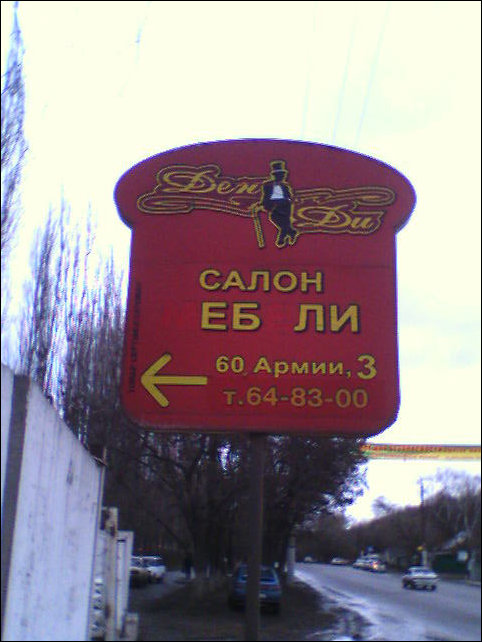 Ден Ди
САЛОН
ЕБ ЛИ
60 Армии, 3
т.64-83-00